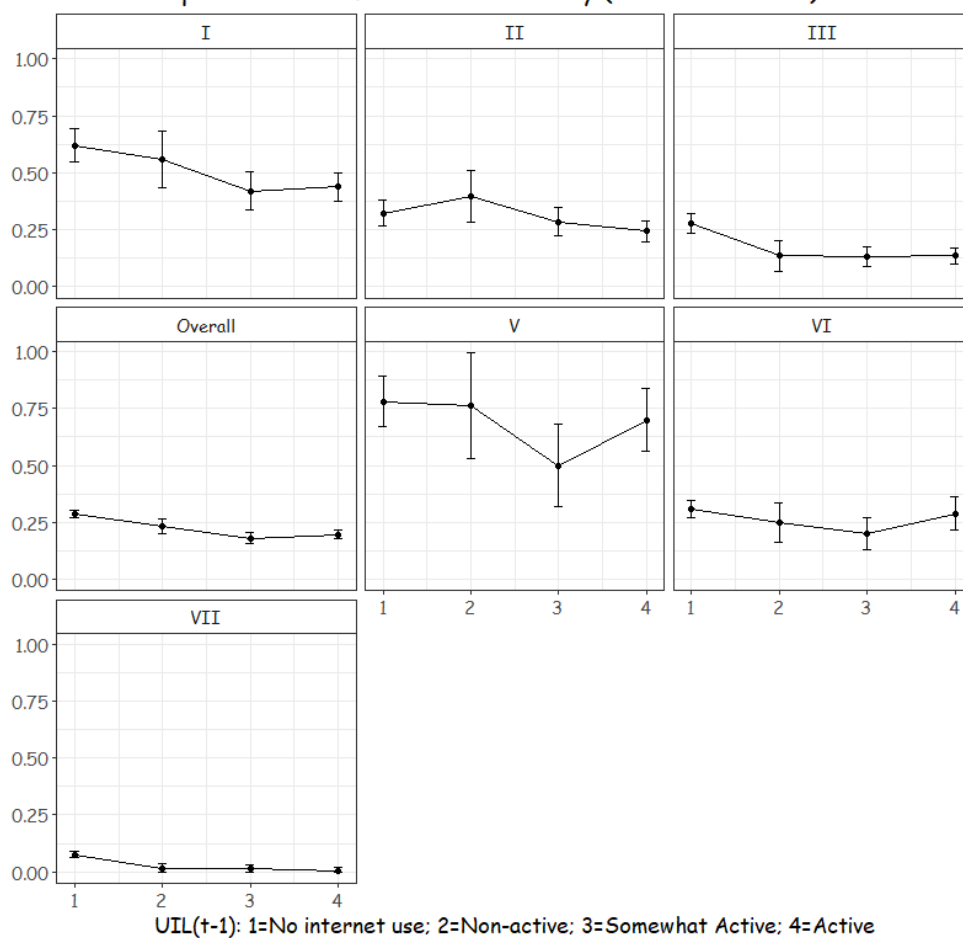 I II III
1.00
0.75
0.50
0.25
0.00
Overall V VI
1.00
0.75
0.50
0.25
0.00
1 2 3 4 1 2 3 4
VII
1.00
0.75
0.50
0.25
0.00
1 2 3 4
UIL(t-1): 1=No internet use; 2=Non-active; 3=Somewhat Active; 4=Active